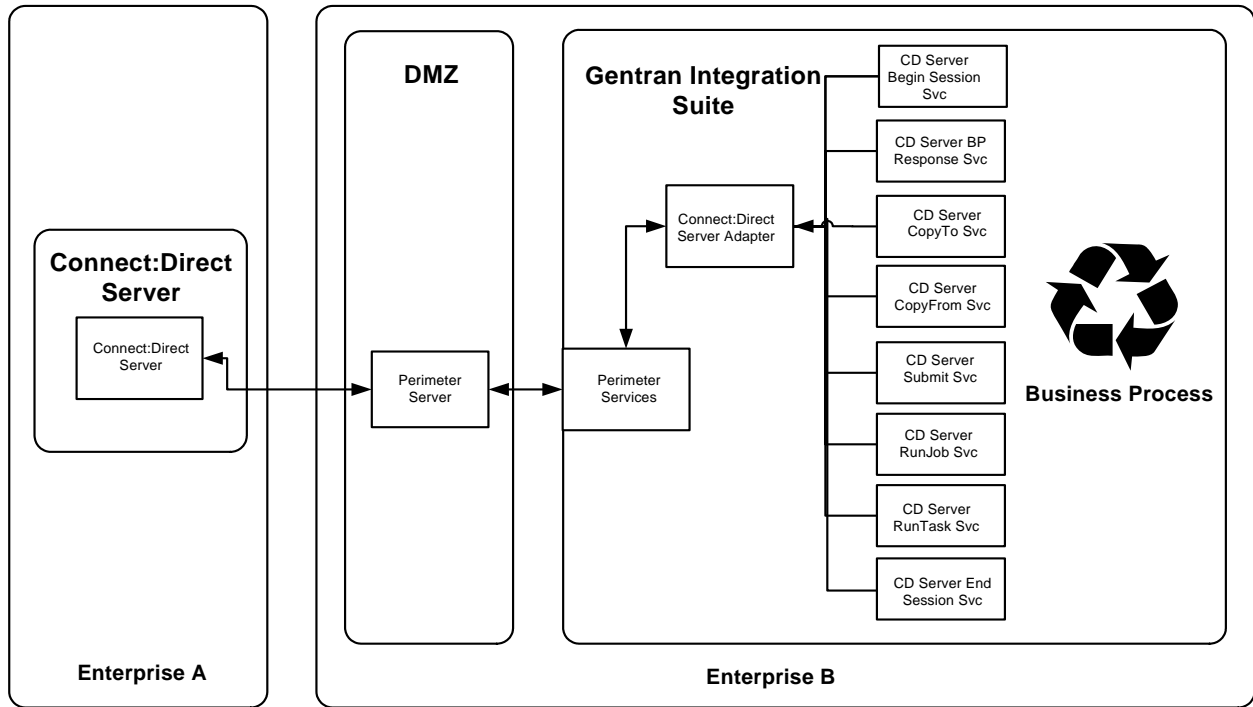 Connect:Direct
Server
Connect:Direct
Server
Enterprise A
DMZ
Perimeter
Server
Gentran Integration
Suite
Connect:Direct
Server Adapter
Perimeter
Services
CD Server
Begin Session
Svc
CD Server BP
Response Svc
CD Server
CopyTo Svc
CD Server
CopyFrom Svc
CD Server
Submit Svc
CD Server
RunJob Svc
CD Server
RunTask Svc
CD Server End
Session Svc
Business Process
Enterprise B